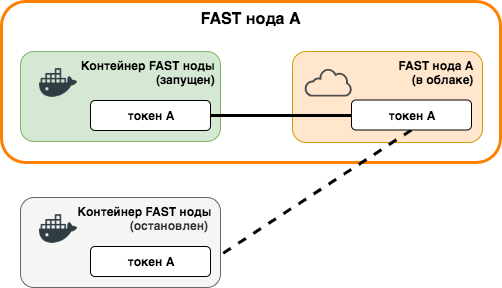 FAST нода А
Контейнер FAST ноды
(запущен)
токен А
FAST нода А
(в облаке)
токен А
Контейнер FAST ноды
(остановлен)
токен А